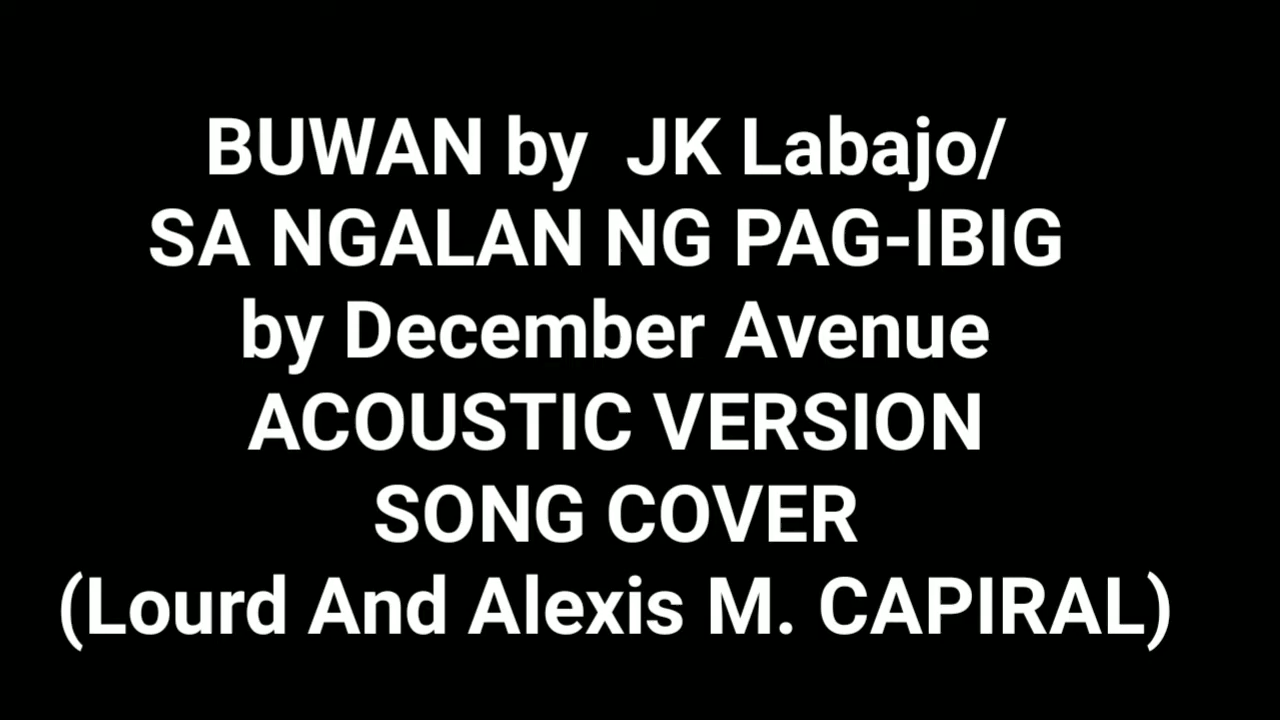 BUWAN by  JK Labajo/
SA NGALAN NG PAG-IBIG
by December Avenue
ACOUSTIC VERSION
SONG COVER
(Lourd And Alexis M. CAPIRAL)